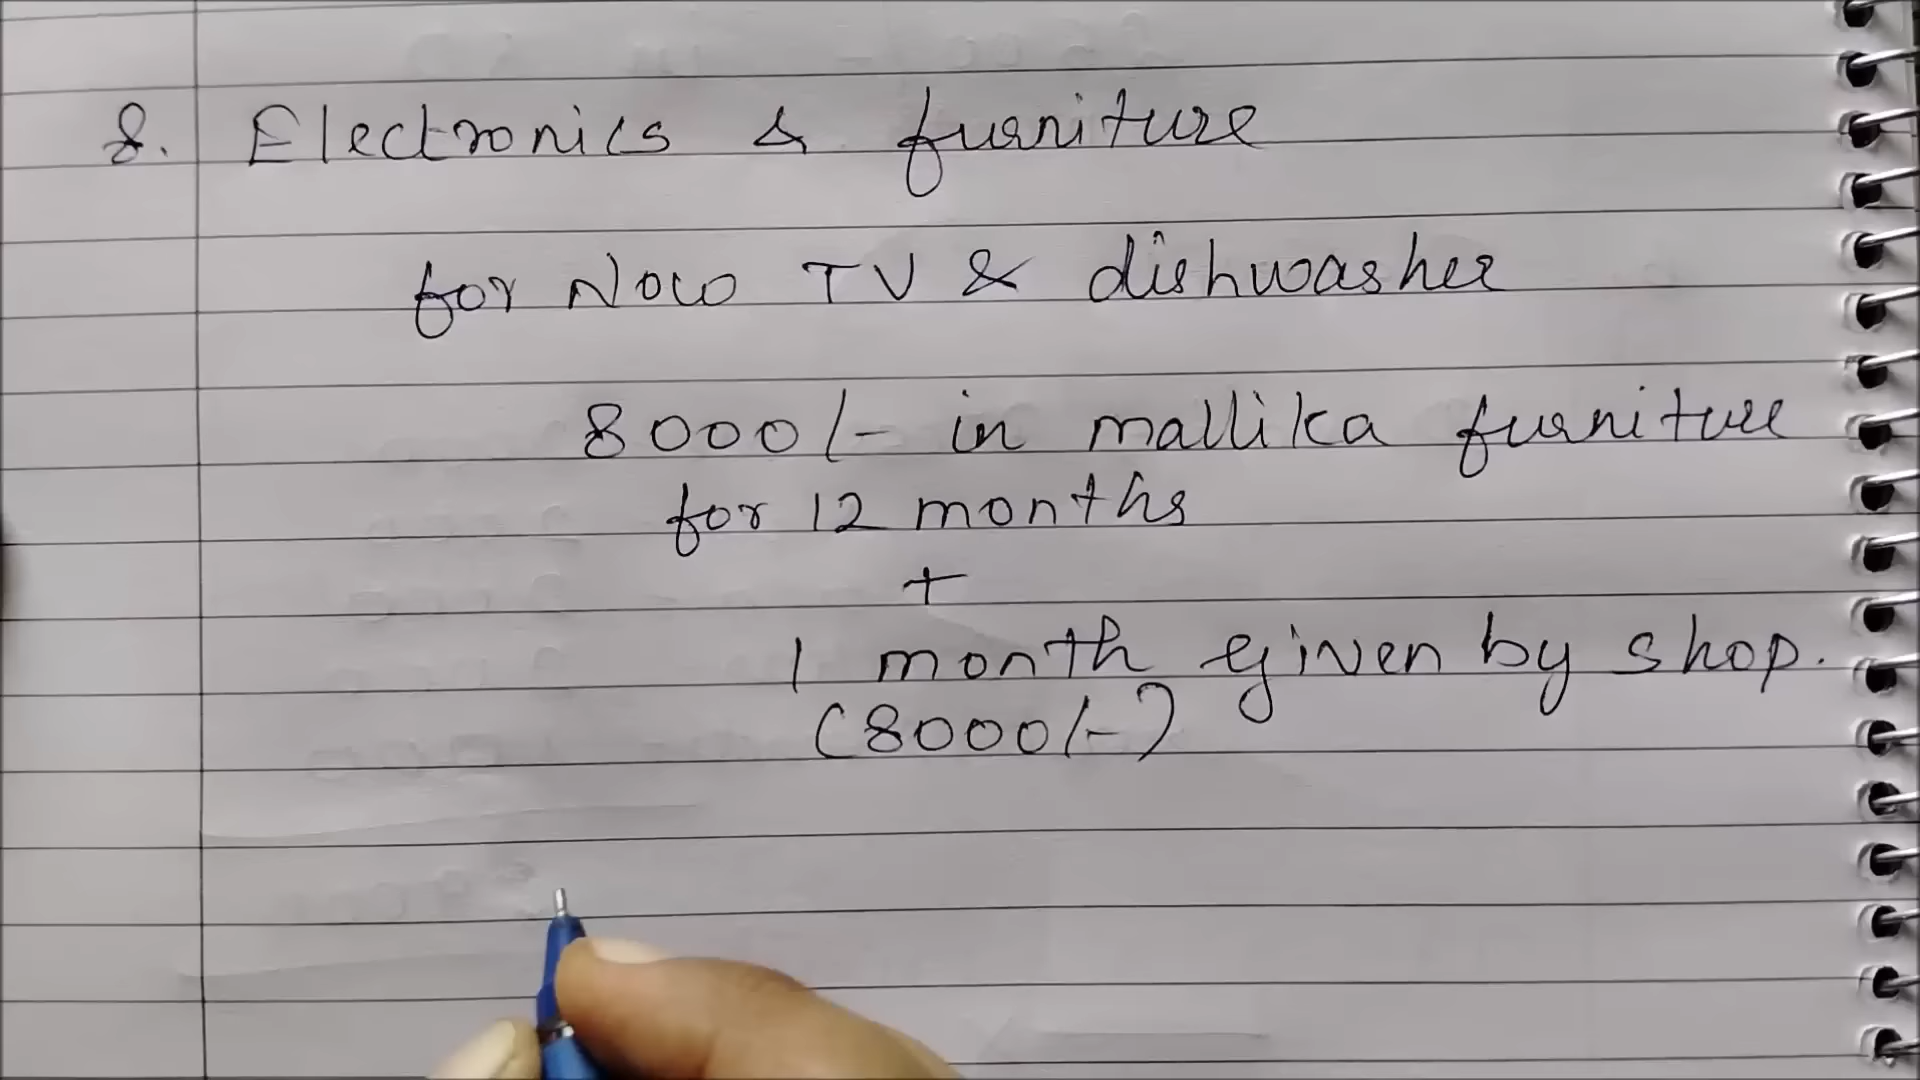 8. Electronics & furniture
for Now TV & dishwasher
8000/- in mallika furniture
for 12 months
+
1 month given by shop.
(8000/-)